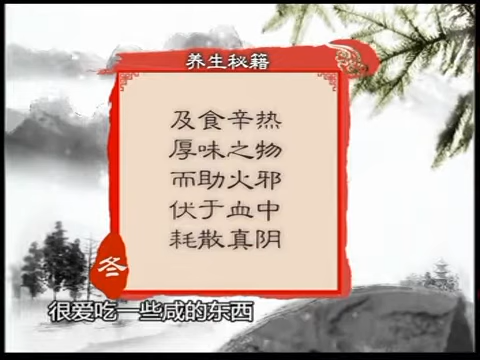 养生秘籍
及食辛热
厚味之物
而助火邪
伏于血中
耗散真阴
冬
很爱吃一些咸的东西